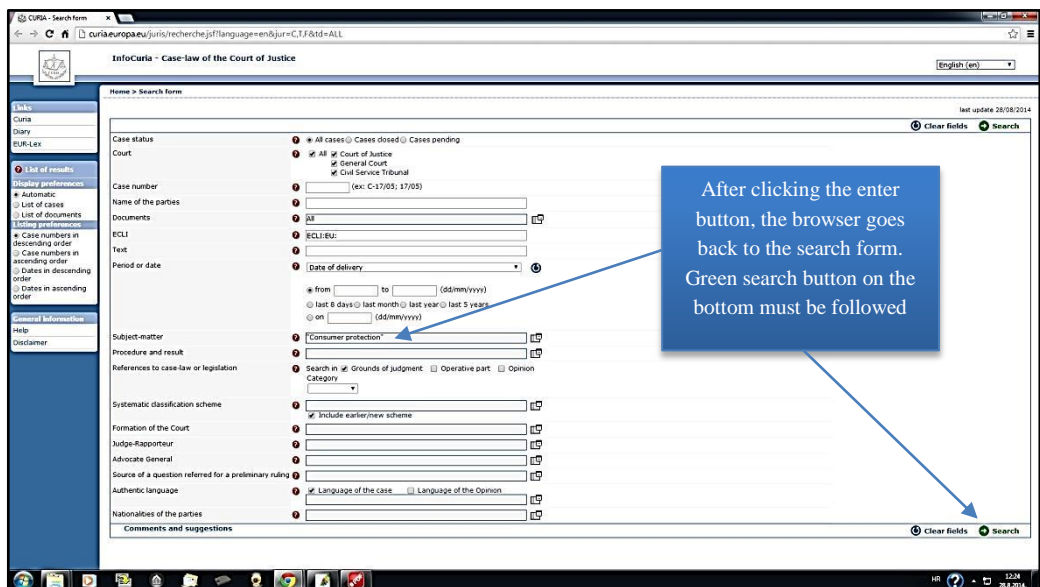 CURIA - Search form
curia.europa.eu/juris/recherche.jsf?language=en&jur=C,T,F&td=ALL
InfoCuria - Case-law of the Court of Justice
English (en)
Home > Search form
last update 28/08/2014
Links
Curia
Diary
EUR-Lex
List of results
Display preferences
Automatic
List of cases
List of documents
Listing preferences
Case numbers in
descending order
Case numbers in
ascending order
Dates in descending
order
Dates in ascending
order
General information
Help
Disclaimer
Clear fields Search
Case status All cases Cases closed Cases pending
Court All Court of Justice
General Court
Civil Service Tribunal
Case number (ex: C-17/05; 17/05)
Name of the parties
Documents All
ECLI ECLI:EU:
Text
Period or date Date of delivery
from to (dd/mm/yyyy)
last 8 days last month last year last 5 years
on (dd/mm/yyyy)
Subject-matter "Consumer protection"
Procedure and result
References to case-law or legislation Search in Grounds of judgment Operative part Opinion
Category
Systematic classification scheme
Include earlier/new scheme
Formation of the Court
Judge-Rapporteur
Advocate General
Source of a question referred for a preliminary ruling
Authentic language Language of the case Language of the Opinion
Nationalities of the parties
Comments and suggestions Clear fields Search
After clicking the enter
button, the browser goes
back to the search form.
Green search button on the
bottom must be followed
HR 12:24
28.8.2014.